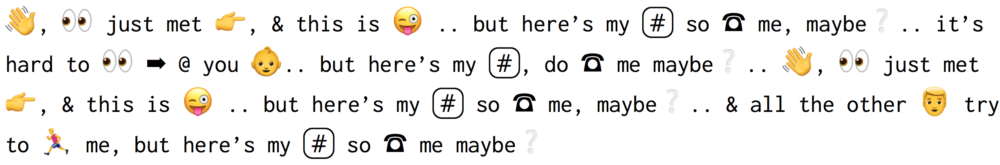 👋, 👀 just met 👉, & this is 😜 .. but here’s my #️⃣ so ☎ me, maybe❔.. it’s
hard to 👀 ➡ @ you 👶.. but here’s my #️⃣, do ☎ me maybe❔.. 👋, 👀 just met
👉, & this is 😜 .. but here’s my #️⃣ so ☎ me, maybe❔.. & all the other 👨 try
to 🏃 me, but here’s my #️⃣ so ☎ me maybe❔